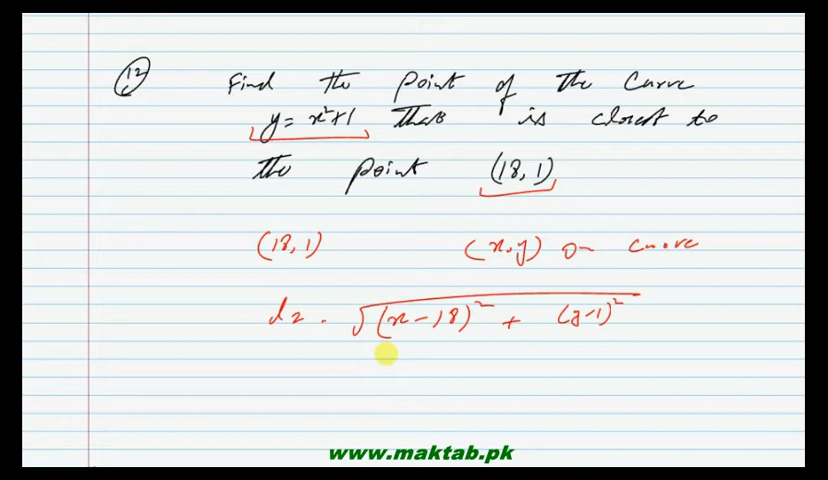 12 Find the point of the curve
y = x²+1 that is closest to
the point (18, 1)
(18, 1) (x, y) on curve
d = √(x-18)² + (y-1)²
www.maktab.pk